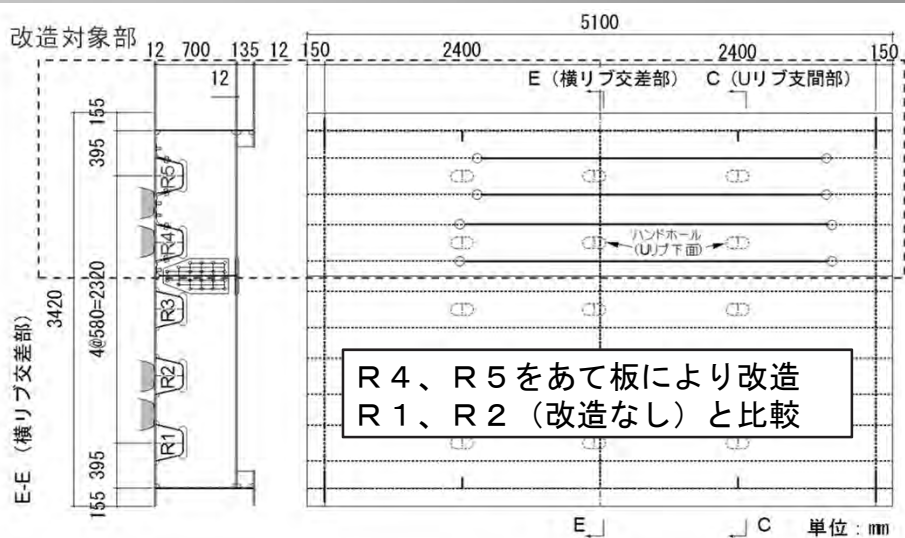 改造対象部
5100
12 700 135 12 150 2400 2400 150
12
E（横リブ交差部） C（Uリブ支間部）
155
395
R5
R4
ハンドホール
（Uリブ下面）
3420
4@580=2320
R3
R2
R1
R４、R５をあて板により改造
R１、R２（改造なし）と比較
395
155
E-E（横リブ交差部）
E C 単位：mm